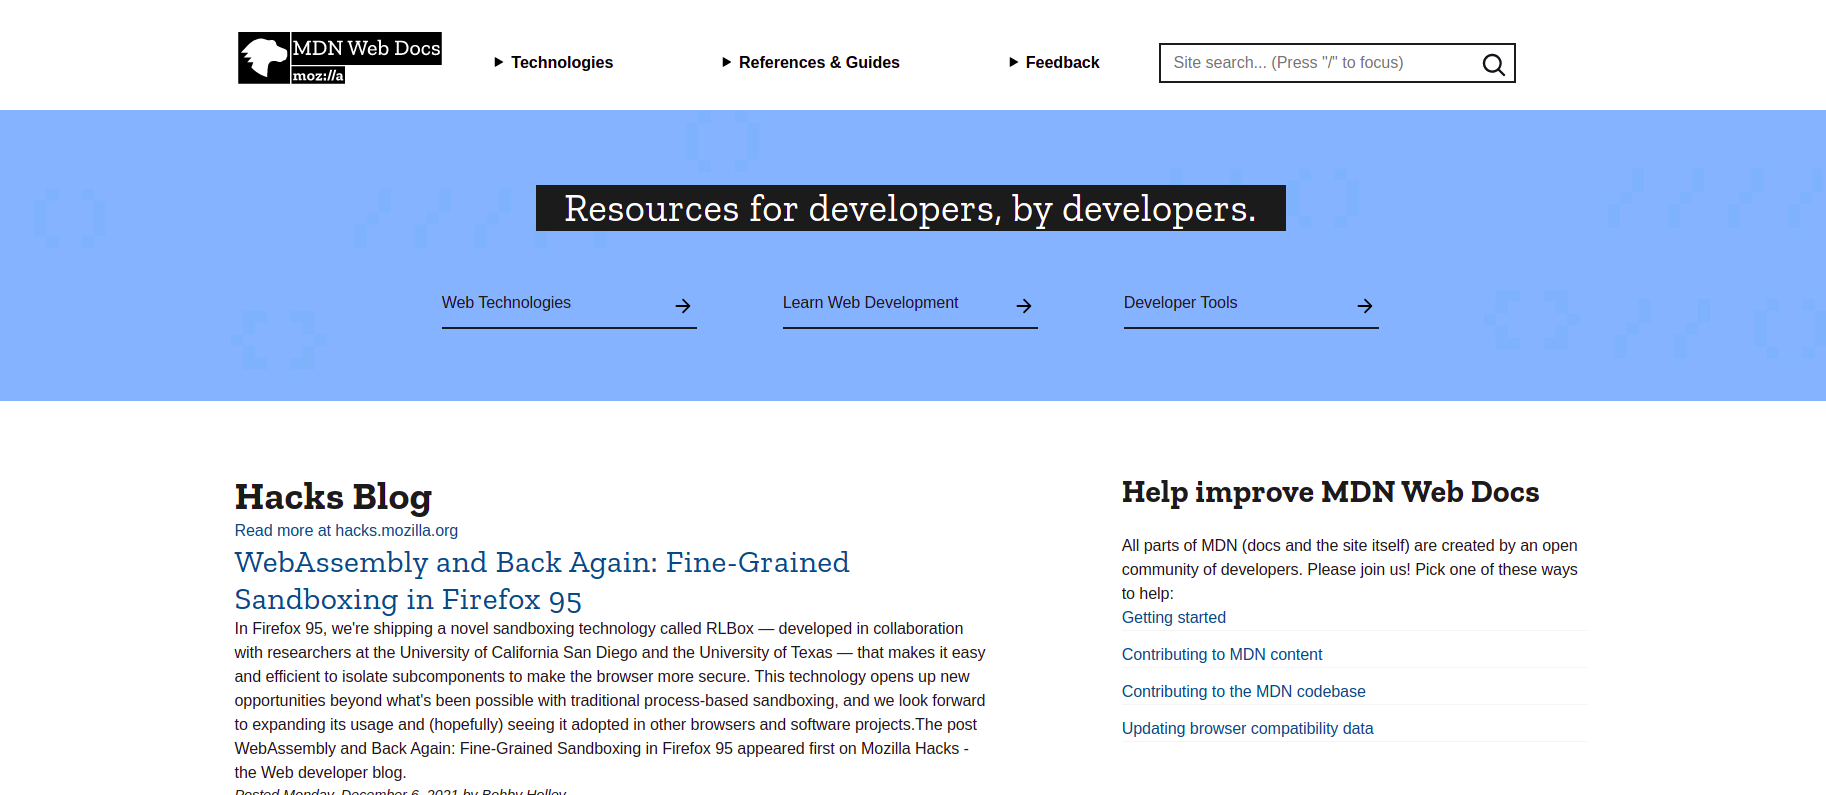 MDN Web Docs
moz://a
Technologies
References & Guides
Feedback
Site search... (Press "/" to focus)
Resources for developers, by developers.
Web Technologies
Learn Web Development
Developer Tools
Hacks Blog
Read more at hacks.mozilla.org
WebAssembly and Back Again: Fine-Grained
Sandboxing in Firefox 95
In Firefox 95, we're shipping a novel sandboxing technology called RLBox — developed in collaboration
with researchers at the University of California San Diego and the University of Texas — that makes it easy
and efficient to isolate subcomponents to make the browser more secure. This technology opens up new
opportunities beyond what's been possible with traditional process-based sandboxing, and we look forward
to expanding its usage and (hopefully) seeing it adopted in other browsers and software projects.The post
WebAssembly and Back Again: Fine-Grained Sandboxing in Firefox 95 appeared first on Mozilla Hacks -
the Web developer blog.
Posted Monday, December 6, 2021 by Bobby Holley
Help improve MDN Web Docs
All parts of MDN (docs and the site itself) are created by an open
community of developers. Please join us! Pick one of these ways
to help:
Getting started
Contributing to MDN content
Contributing to the MDN codebase
Updating browser compatibility data